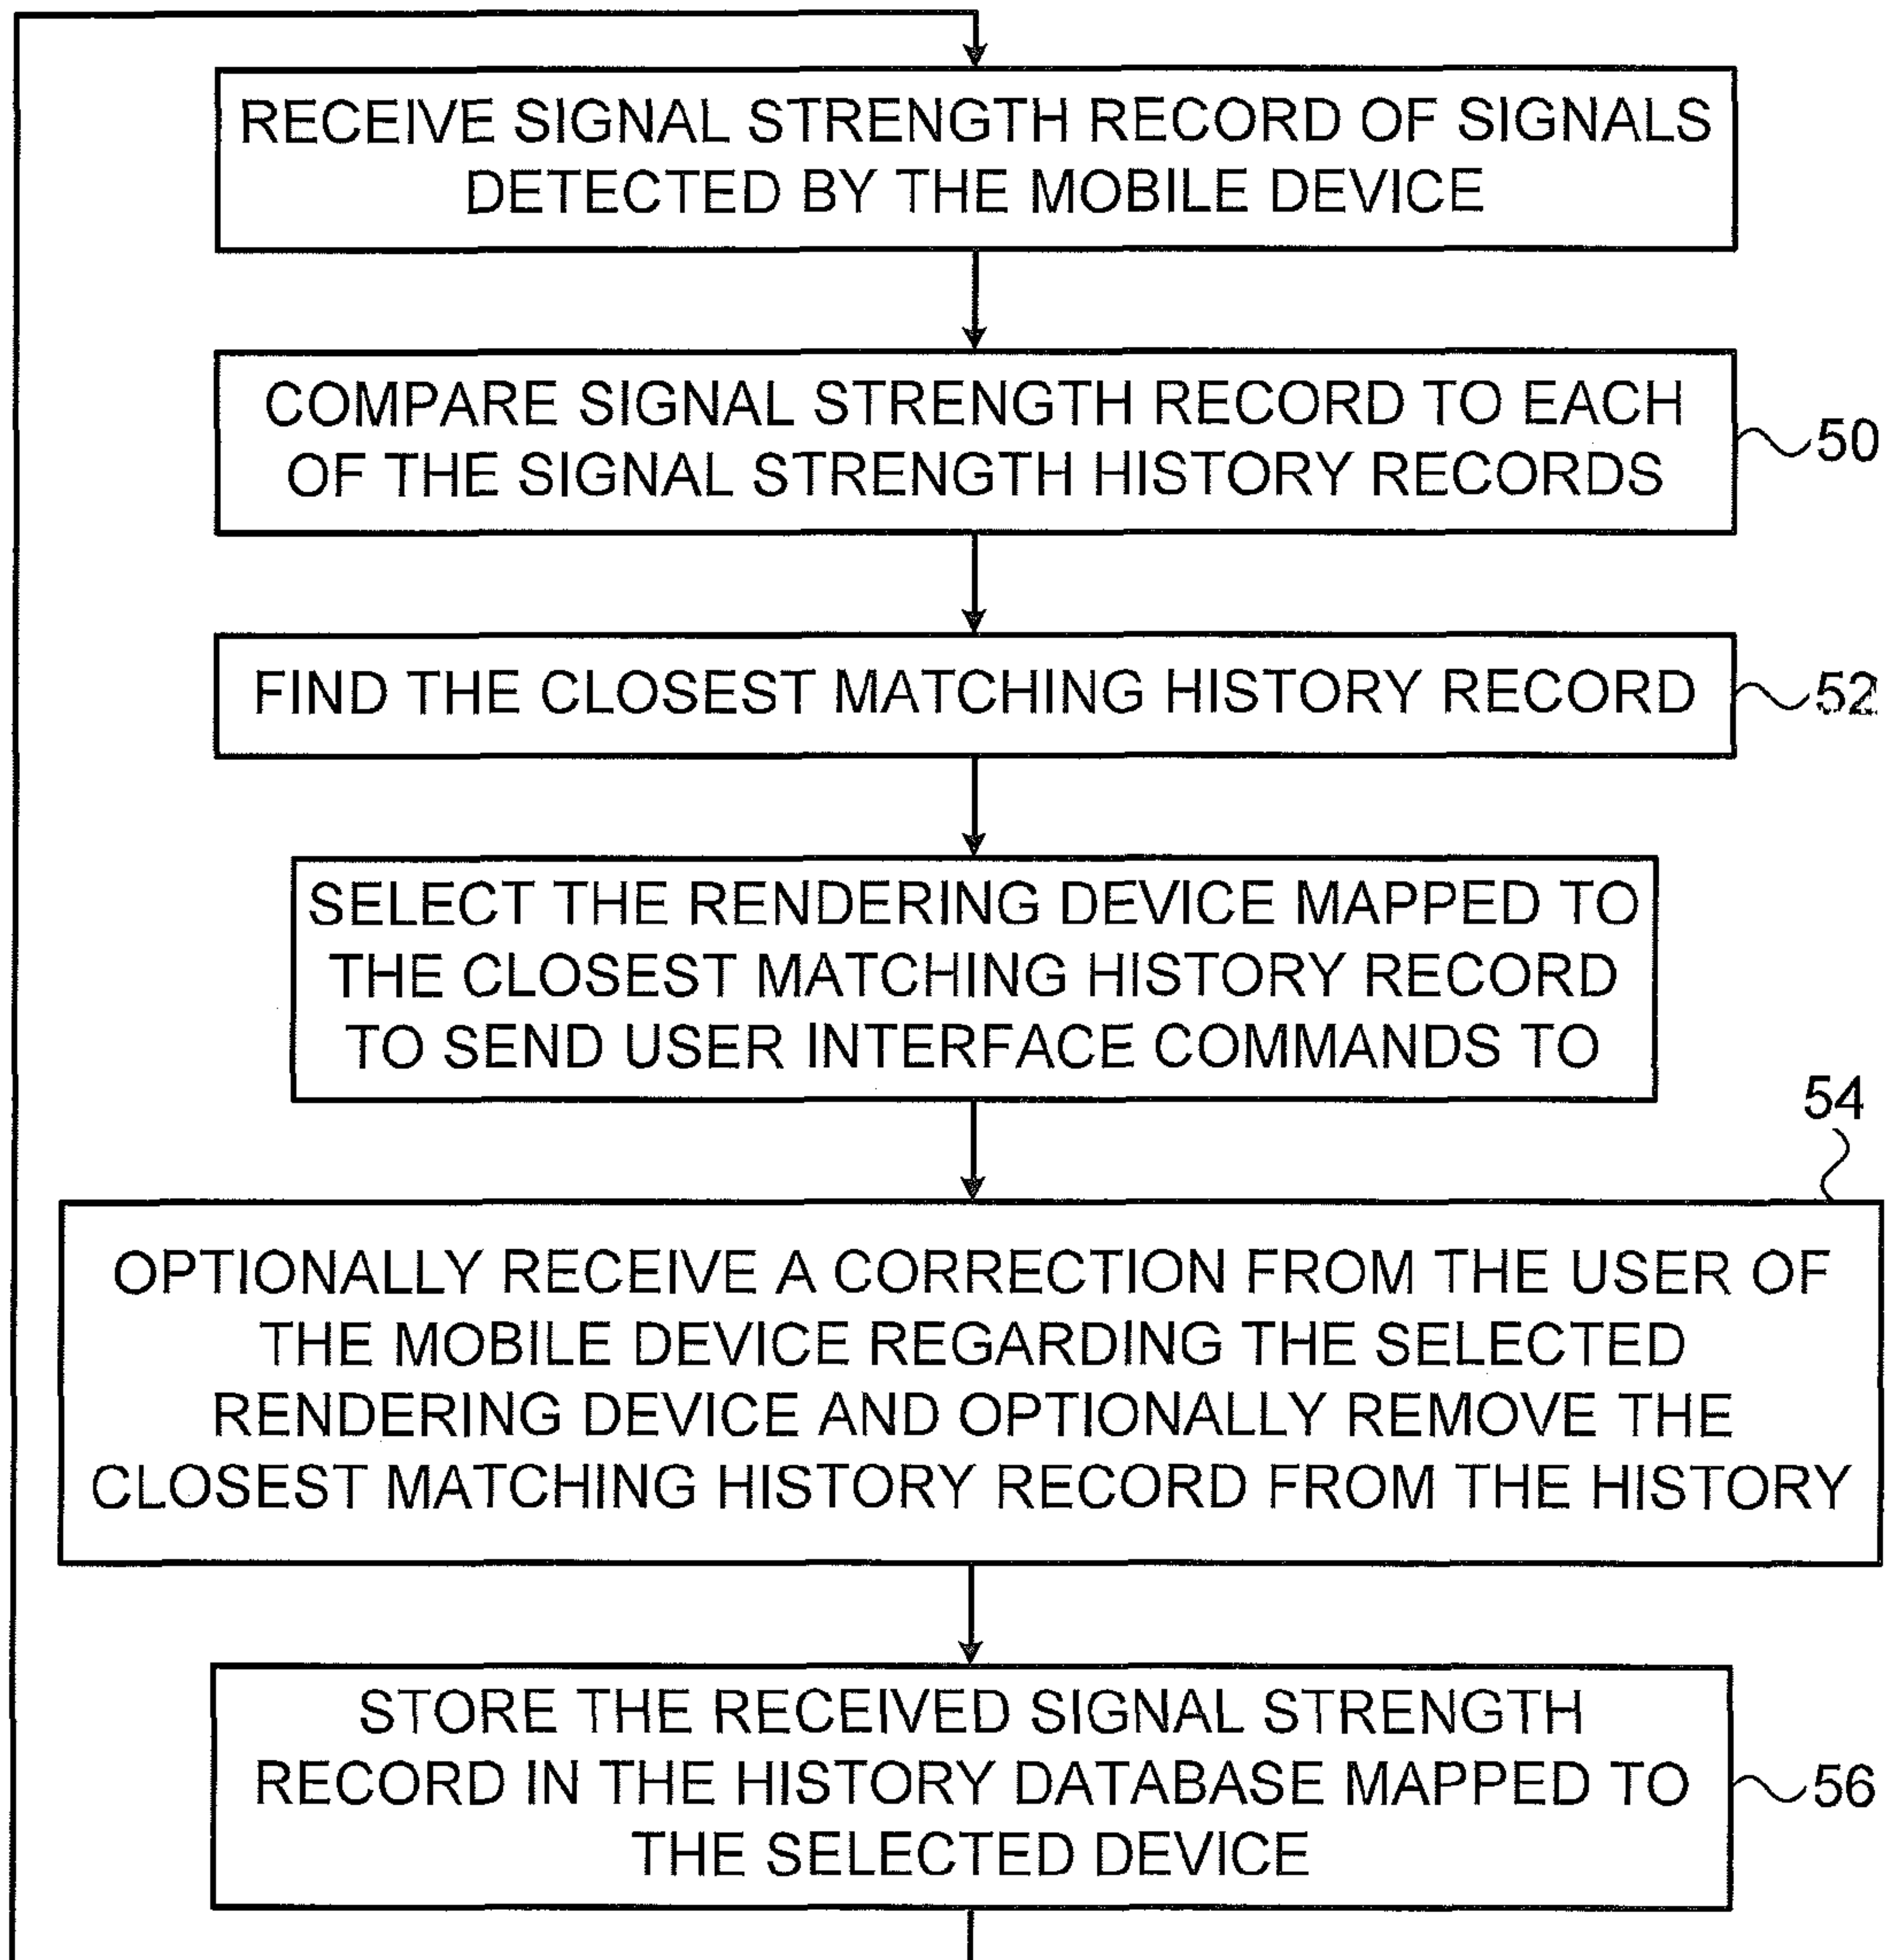 RECEIVE SIGNAL STRENGTH RECORD OF SIGNALS
DETECTED BY THE MOBILE DEVICE
COMPARE SIGNAL STRENGTH RECORD TO EACH
OF THE SIGNAL STRENGTH HISTORY RECORDS
50
FIND THE CLOSEST MATCHING HISTORY RECORD
52
SELECT THE RENDERING DEVICE MAPPED TO
THE CLOSEST MATCHING HISTORY RECORD
TO SEND USER INTERFACE COMMANDS TO
54
OPTIONALLY RECEIVE A CORRECTION FROM THE USER OF
THE MOBILE DEVICE REGARDING THE SELECTED
RENDERING DEVICE AND OPTIONALLY REMOVE THE
CLOSEST MATCHING HISTORY RECORD FROM THE HISTORY
STORE THE RECEIVED SIGNAL STRENGTH
RECORD IN THE HISTORY DATABASE MAPPED TO
THE SELECTED DEVICE
56